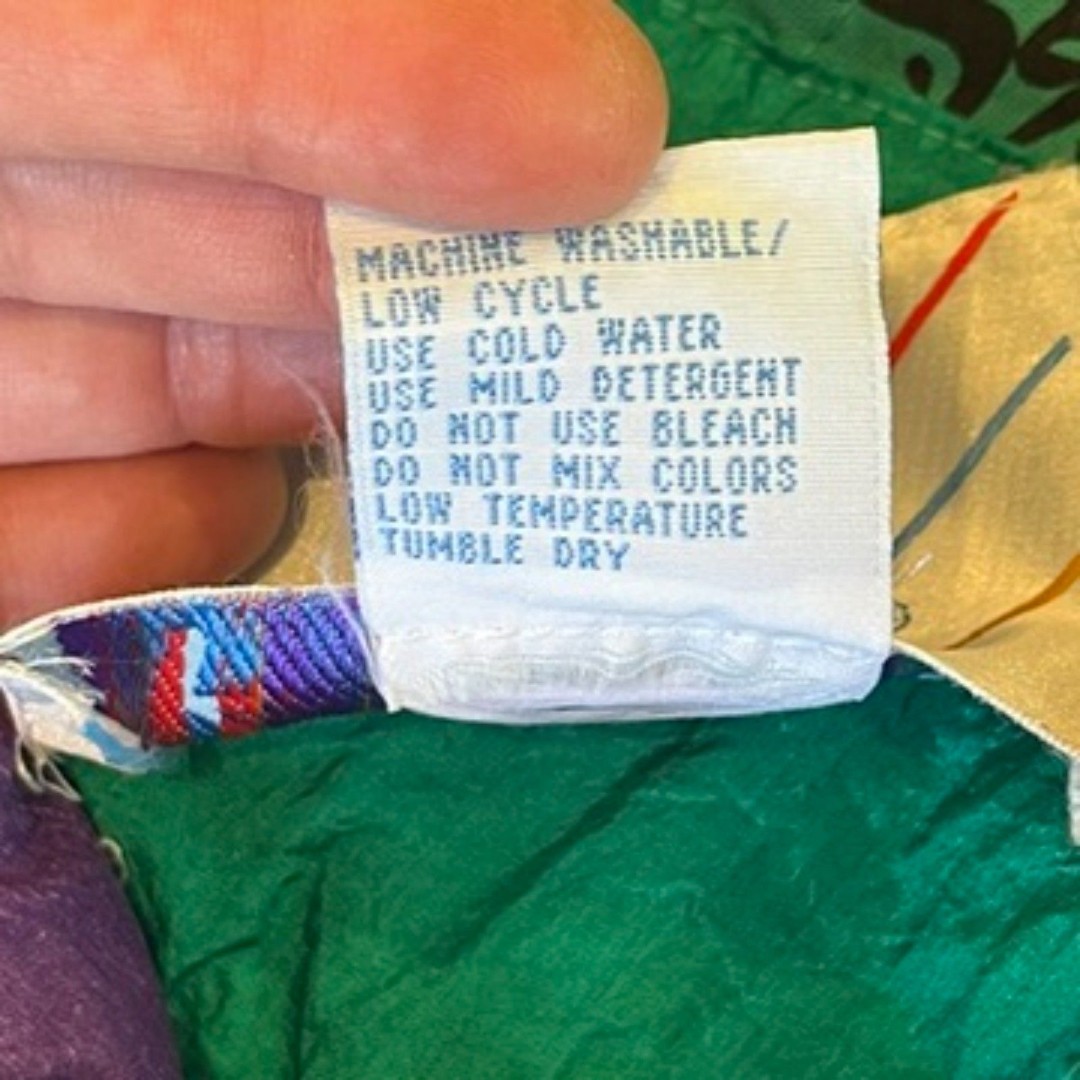 MACHINE WASHABLE/
LOW CYCLE
USE COLD WATER
USE MILD DETERGENT
DO NOT USE BLEACH
DO NOT MIX COLORS
LOW TEMPERATURE
TUMBLE DRY